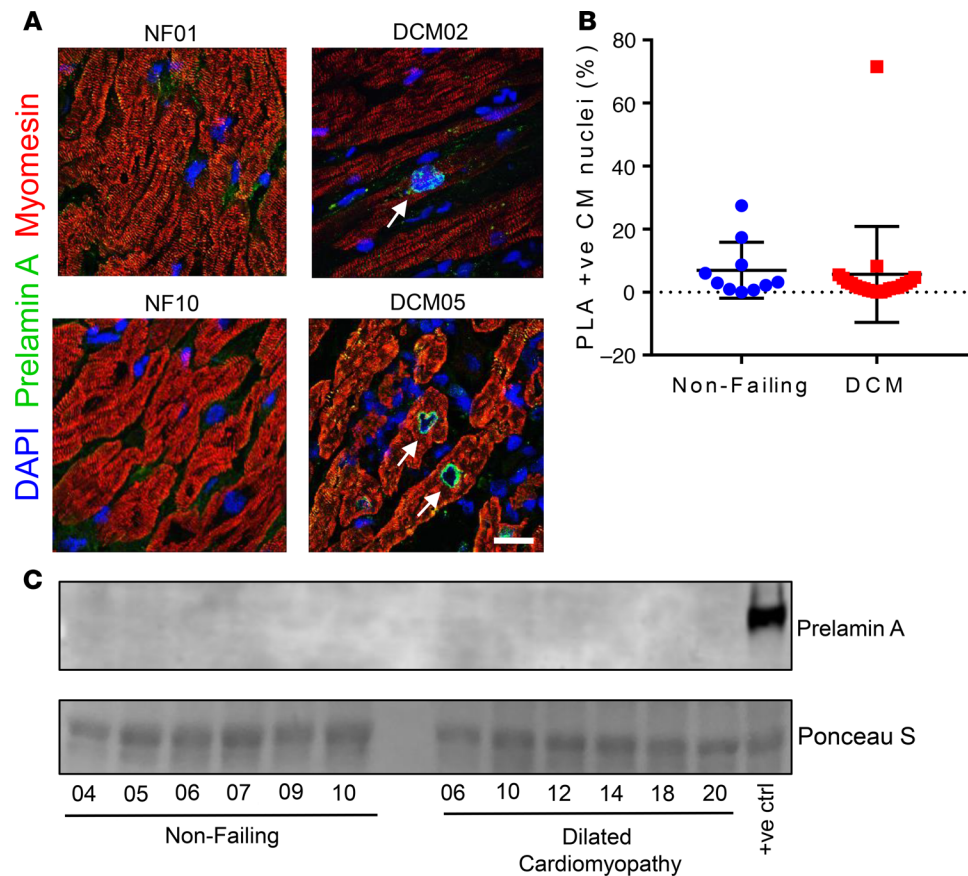 A
NF01
DCM02
DAPI Prelamin A Myomesin
NF10
DCM05
B
PLA +ve CM nuclei (%)
80
60
40
20
0
–20
Non-Failing
DCM
C
Prelamin A
Ponceau S
04 05 06 07 09 10 06 10 12 14 18 20 +ve ctrl
Non-Failing
Dilated
Cardiomyopathy